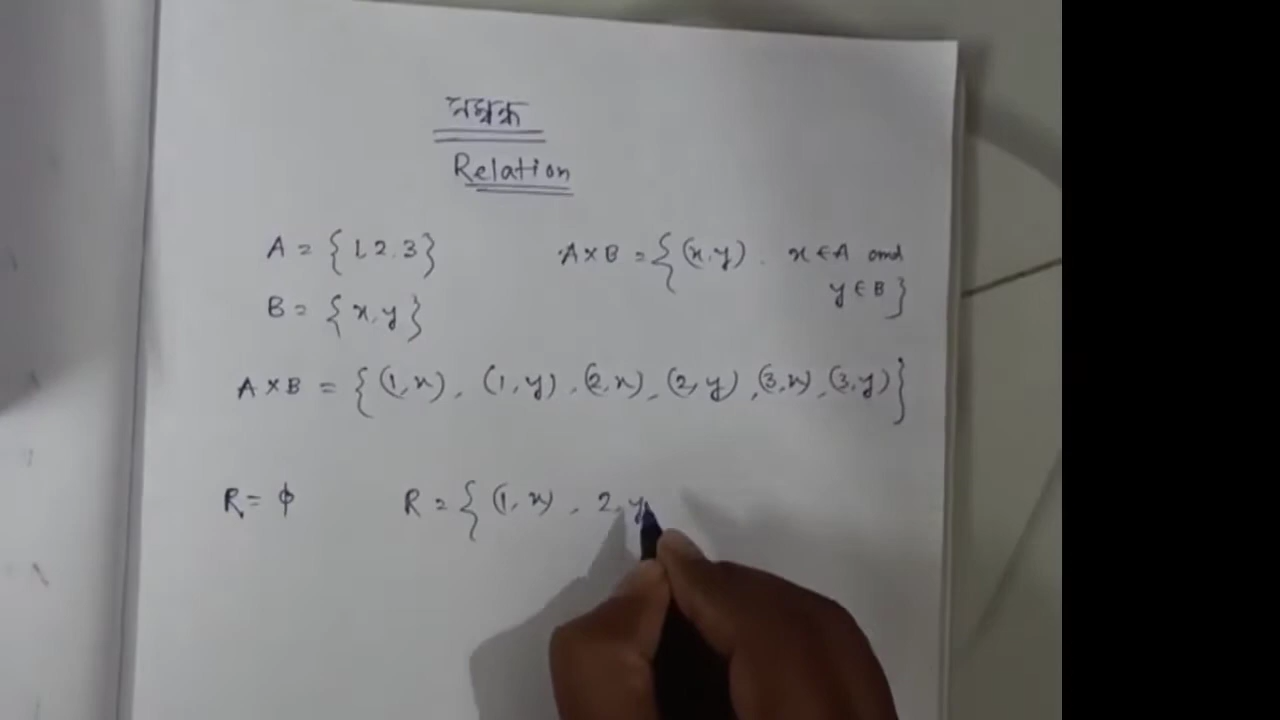 সম্বন্ধ
Relation
A = {1, 2, 3}
A × B = {(x, y) . x ∈ A and
y ∈ B}
B = {x, y}
A × B = {(1, x), (1, y), (2, x), (2, y), (3, x), (3, y)}
R = ϕ
R = {(1, x), 2, y